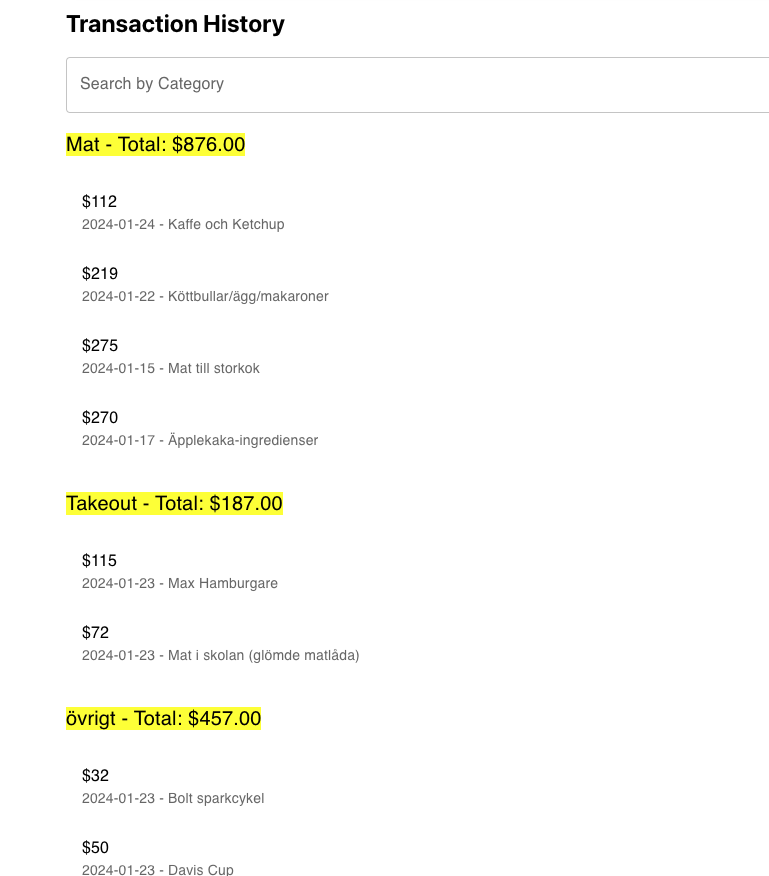 Transaction History
Search by Category
Mat - Total: $876.00
$112
2024-01-24 - Kaffe och Ketchup
$219
2024-01-22 - Köttbullar/ägg/makaroner
$275
2024-01-15 - Mat till storkok
$270
2024-01-17 - Äpplekaka-ingredienser
Takeout - Total: $187.00
$115
2024-01-23 - Max Hamburgare
$72
2024-01-23 - Mat i skolan (glömde matlåda)
övrigt - Total: $457.00
$32
2024-01-23 - Bolt sparkcykel
$50
2024-01-23 - Davis Cup